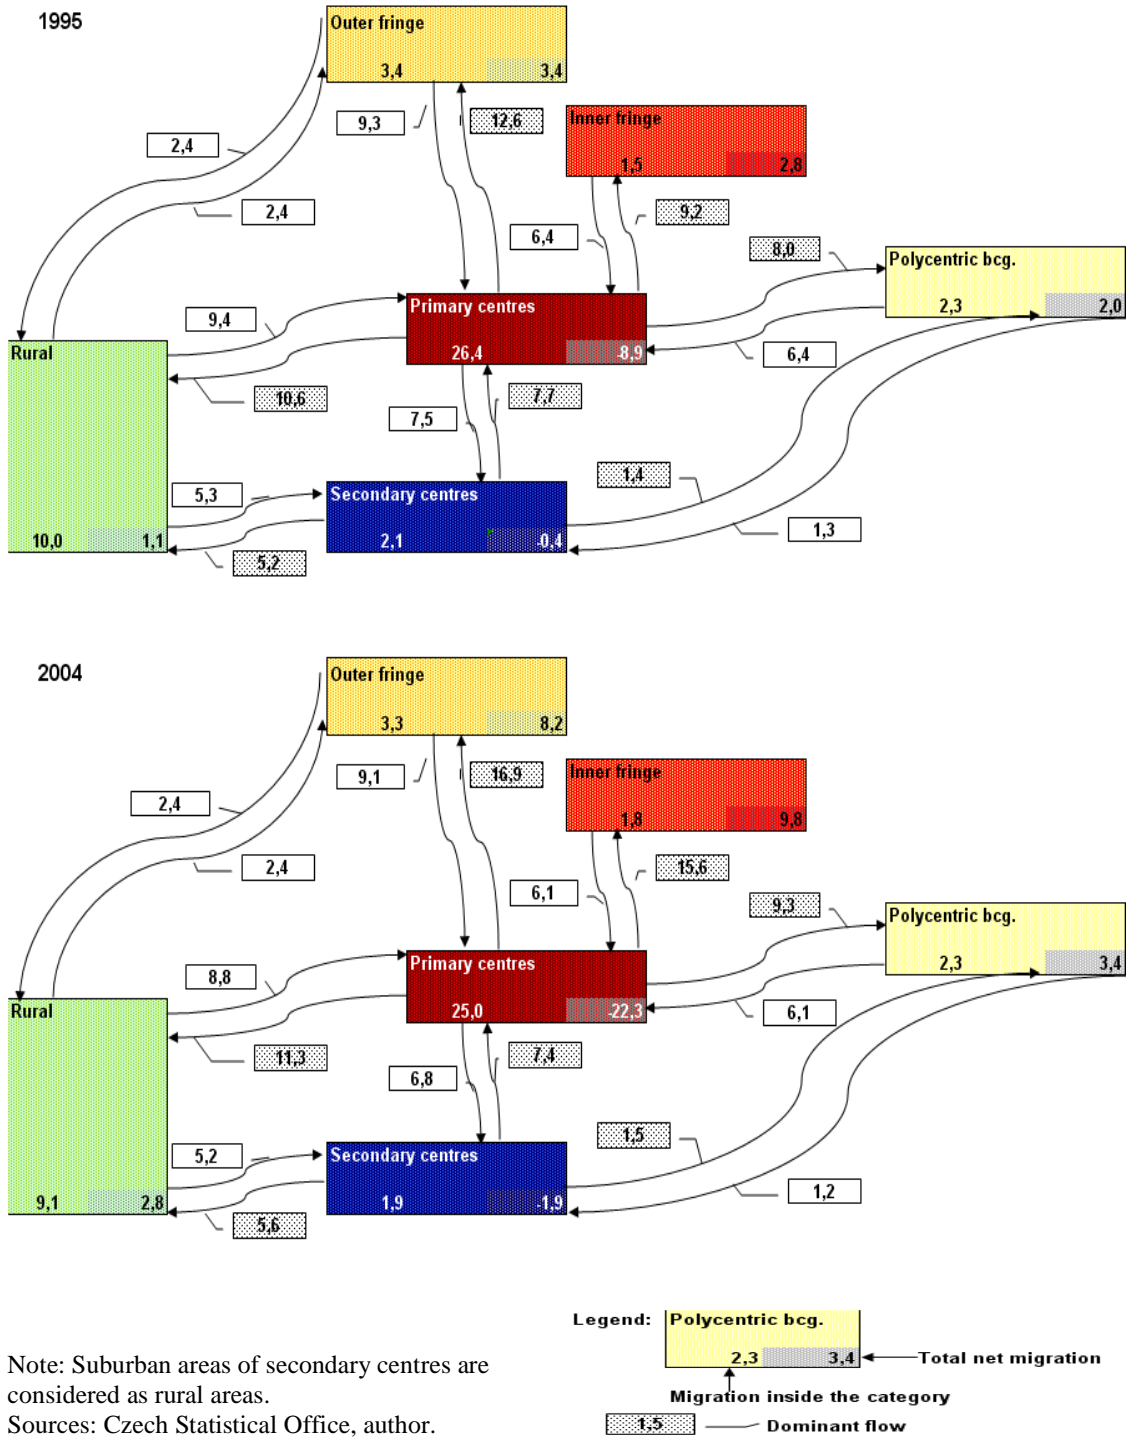 1995
Outer fringe
3,4 3,4
9,3
12,6
Inner fringe
1,5 2,8
2,4
2,4
6,4
9,2
8,0
Polycentric bcg.
2,3 2,0
9,4
Primary centres
26,4 -8,9
6,4
Rural
10,6
7,5
7,7
1,4
5,3
Secondary centres
2,1 -0,4
1,3
10,0 1,1
5,2
2004
Outer fringe
3,3 8,2
9,1
16,9
Inner fringe
1,8 9,8
2,4
2,4
6,1
15,6
9,3
Polycentric bcg.
2,3 3,4
8,8
Primary centres
25,0 -22,3
6,1
Rural
11,3
6,8
7,4
1,5
5,2
Secondary centres
1,9 -1,9
1,2
9,1 2,8
5,6
Legend:
Polycentric bcg.
2,3 3,4
Total net migration
Migration inside the category
1,5
Dominant flow
Note: Suburban areas of secondary centres are
considered as rural areas.
Sources: Czech Statistical Office, author.